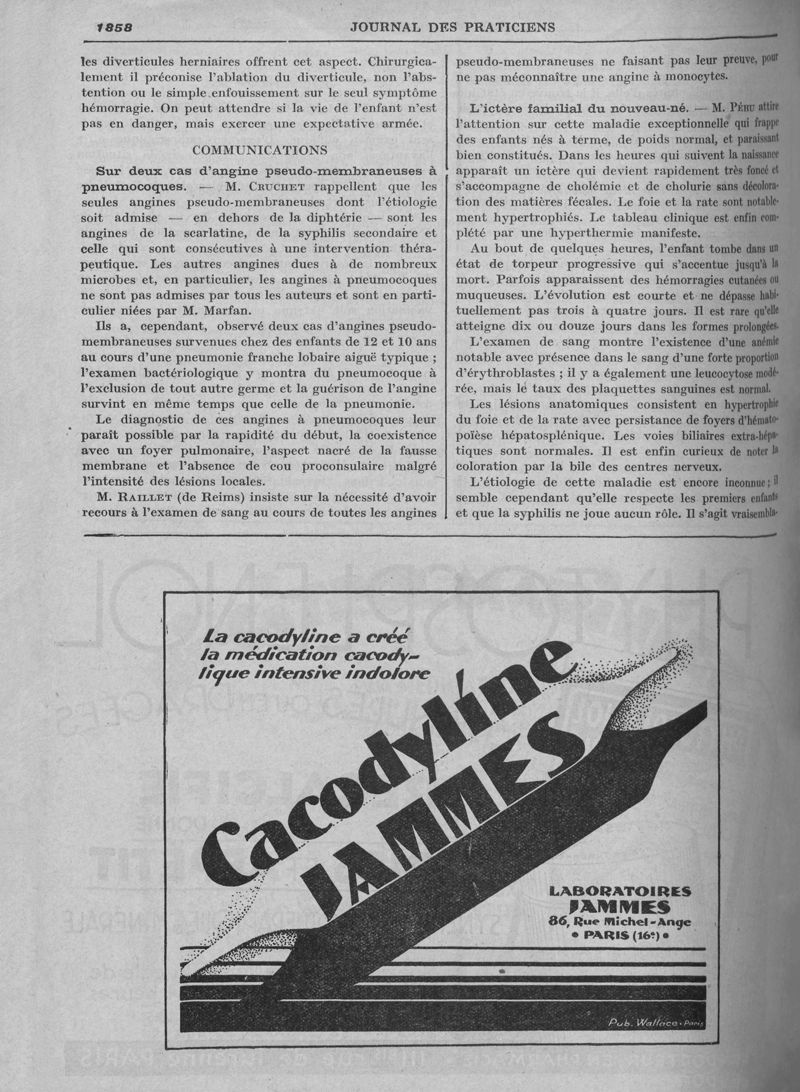 1858
JOURNAL DES PRATICIENS
les diverticules herniaires offrent cet aspect. Chirurgica-
lement il préconise l'ablation du diverticule, non l'abs-
tention ou le simple enfouissement sur le seul symptôme
hémorragie. On peut attendre si la vie de l'enfant n'est
pas en danger, mais exercer une expectative armée.
COMMUNICATIONS
Sur deux cas d'angine pseudo-membraneuses à
pneumocoques. — M. CRUCHET rappellent que les
seules angines pseudo-membraneuses dont l'étiologie
soit admise — en dehors de la diphtérie — sont les
angines de la scarlatine, de la syphilis secondaire et
celle qui sont consécutives à une intervention théra-
peutique. Les autres angines dues à de nombreux
microbes et, en particulier, les angines à pneumocoques
ne sont pas admises par tous les auteurs et sont en parti-
culier niées par M. Marfan.
Ils a, cependant, observé deux cas d'angines pseudo-
membraneuses survenues chez des enfants de 12 et 10 ans
au cours d'une pneumonie franche lobaire aiguë typique ;
l'examen bactériologique y montra du pneumocoque à
l'exclusion de tout autre germe et la guérison de l'angine
survint en même temps que celle de la pneumonie.
Le diagnostic de ces angines à pneumocoques leur
paraît possible par la rapidité du début, la coexistence
avec un foyer pulmonaire, l'aspect nacré de la fausse
membrane et l'absence de cou proconsulaire malgré
l'intensité des lésions locales.
M. RAILLET (de Reims) insiste sur la nécessité d'avoir
recours à l'examen de sang au cours de toutes les angines
pseudo-membraneuses ne faisant pas leur preuve, pour
ne pas méconnaître une angine à monocytes.
L'ictère familial du nouveau-né. — M. PÉHU attire
l'attention sur cette maladie exceptionnelle qui frappe
des enfants nés à terme, de poids normal, et paraissant
bien constitués. Dans les heures qui suivent la naissance
apparaît un ictère qui devient rapidement très foncé et
s'accompagne de cholémie et de cholurie sans décolora-
tion des matières fécales. Le foie et la rate sont notable-
ment hypertrophiés. Le tableau clinique est enfin com-
plété par une hyperthermie manifeste.
Au bout de quelques heures, l'enfant tombe dans un
état de torpeur progressive qui s'accentue jusqu'à la
mort. Parfois apparaissent des hémorragies cutanées ou
muqueuses. L'évolution est courte et ne dépasse habi-
tuellement pas trois à quatre jours. Il est rare qu'elle
atteigne dix ou douze jours dans les formes prolongées.
L'examen de sang montre l'existence d'une anémie
notable avec présence dans le sang d'une forte proportion
d'érythroblastes ; il y a également une leucocytose modé-
rée, mais le taux des plaquettes sanguines est normal.
Les lésions anatomiques consistent en hypertrophie
du foie et de la rate avec persistance de foyers d'hémato-
poïèse hépatosplénique. Les voies biliaires extra-hépa-
tiques sont normales. Il est enfin curieux de noter la
coloration par la bile des centres nerveux.
L'étiologie de cette maladie est encore inconnue ; il
semble cependant qu'elle respecte les premiers enfants
et que la syphilis ne joue aucun rôle. Il s'agit vraisembla-
La cacodyline a créé
la médication cacody-
lique intensive indolore
Cacodyline
JAMMES
LABORATOIRES
JAMMES
86, Rue Michel-Ange
• PARIS (16e) •
Pub. Wallace - Paris